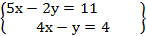 {5x − 2y = 11
4x − y = 4}